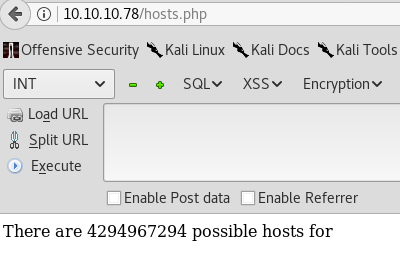 10.10.10.78/hosts.php
Offensive Security Kali Linux Kali Docs Kali Tools
INT SQL XSS Encryption
Load URL
Split URL
Execute
Enable Post data Enable Referrer
There are 4294967294 possible hosts for